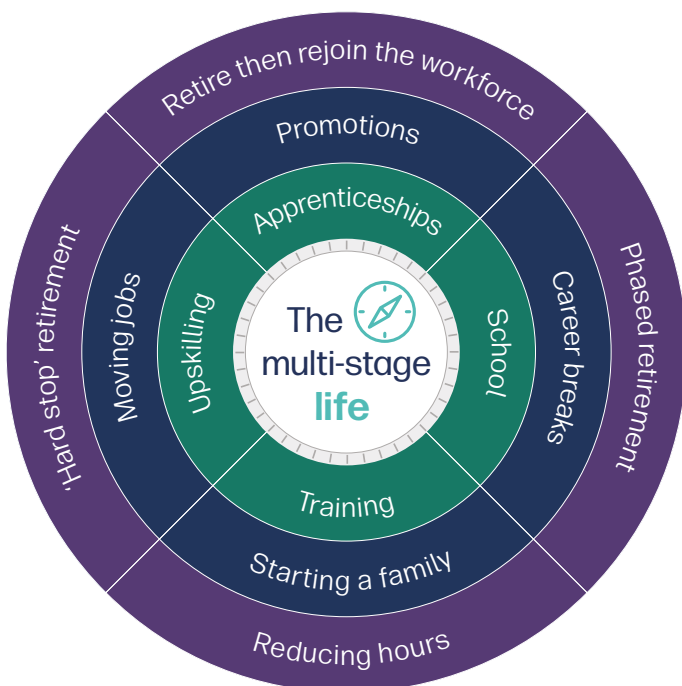 Retire then rejoin the workforce
Promotions
Apprenticeships
'Hard stop' retirement
Moving jobs
Upskilling
The
multi-stage
life
School
Career breaks
Phased retirement
Training
Starting a family
Reducing hours